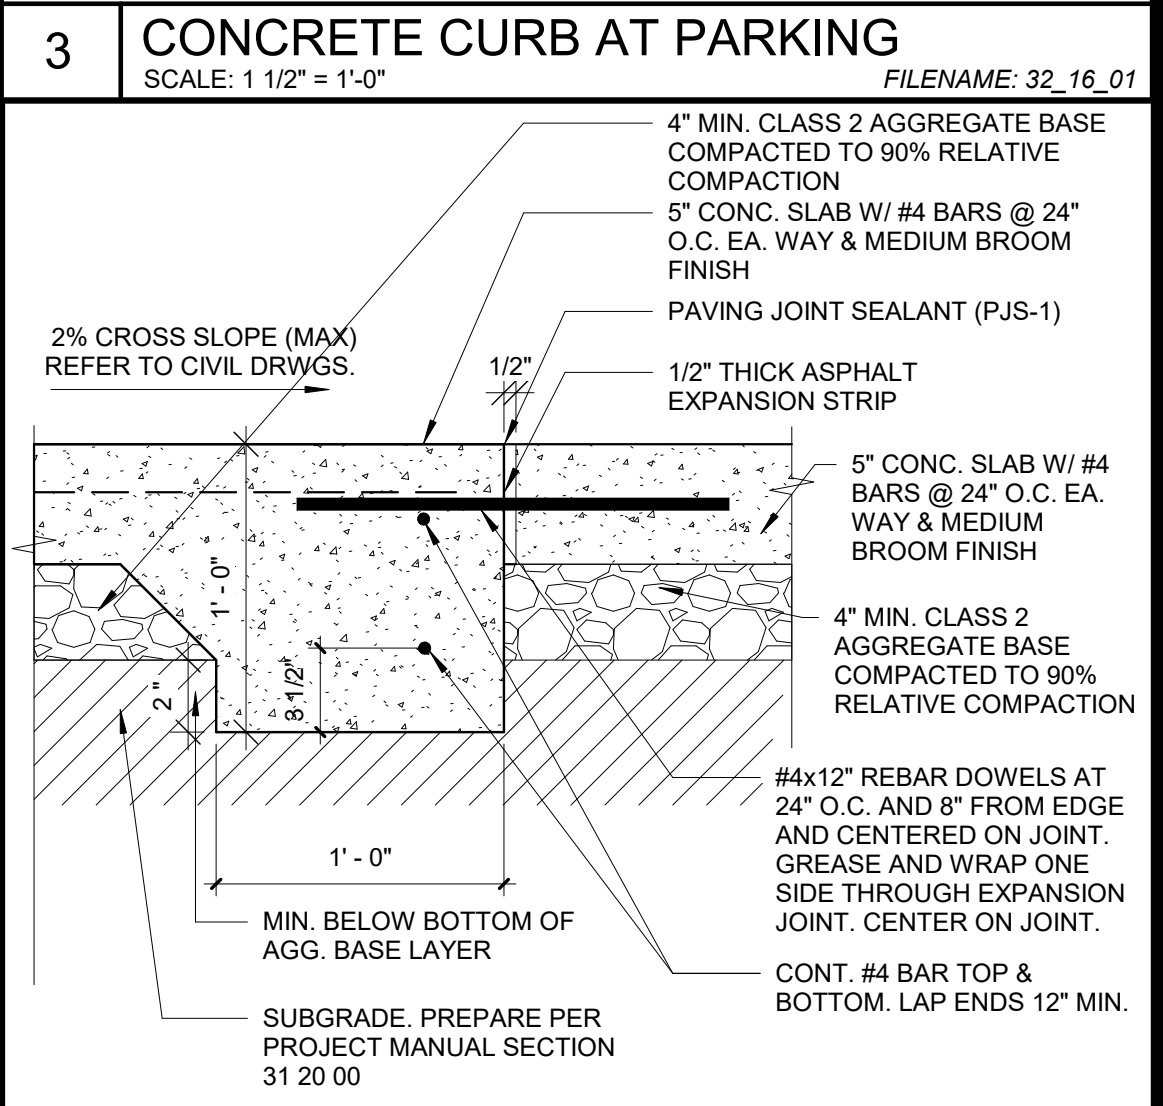 3
CONCRETE CURB AT PARKING
SCALE: 1 1/2" = 1'-0"
FILENAME: 32_16_01
4" MIN. CLASS 2 AGGREGATE BASE
COMPACTED TO 90% RELATIVE
COMPACTION
5" CONC. SLAB W/ #4 BARS @ 24"
O.C. EA. WAY & MEDIUM BROOM
FINISH
PAVING JOINT SEALANT (PJS-1)
2% CROSS SLOPE (MAX)
REFER TO CIVIL DRWGS.
1/2"
1/2" THICK ASPHALT
EXPANSION STRIP
5" CONC. SLAB W/ #4
BARS @ 24" O.C. EA.
WAY & MEDIUM
BROOM FINISH
1' - 0"
4" MIN. CLASS 2
AGGREGATE BASE
COMPACTED TO 90%
RELATIVE COMPACTION
2 "
3 1/2"
#4x12" REBAR DOWELS AT
24" O.C. AND 8" FROM EDGE
AND CENTERED ON JOINT.
GREASE AND WRAP ONE
SIDE THROUGH EXPANSION
JOINT. CENTER ON JOINT.
1' - 0"
MIN. BELOW BOTTOM OF
AGG. BASE LAYER
CONT. #4 BAR TOP &
BOTTOM. LAP ENDS 12" MIN.
SUBGRADE. PREPARE PER
PROJECT MANUAL SECTION
31 20 00